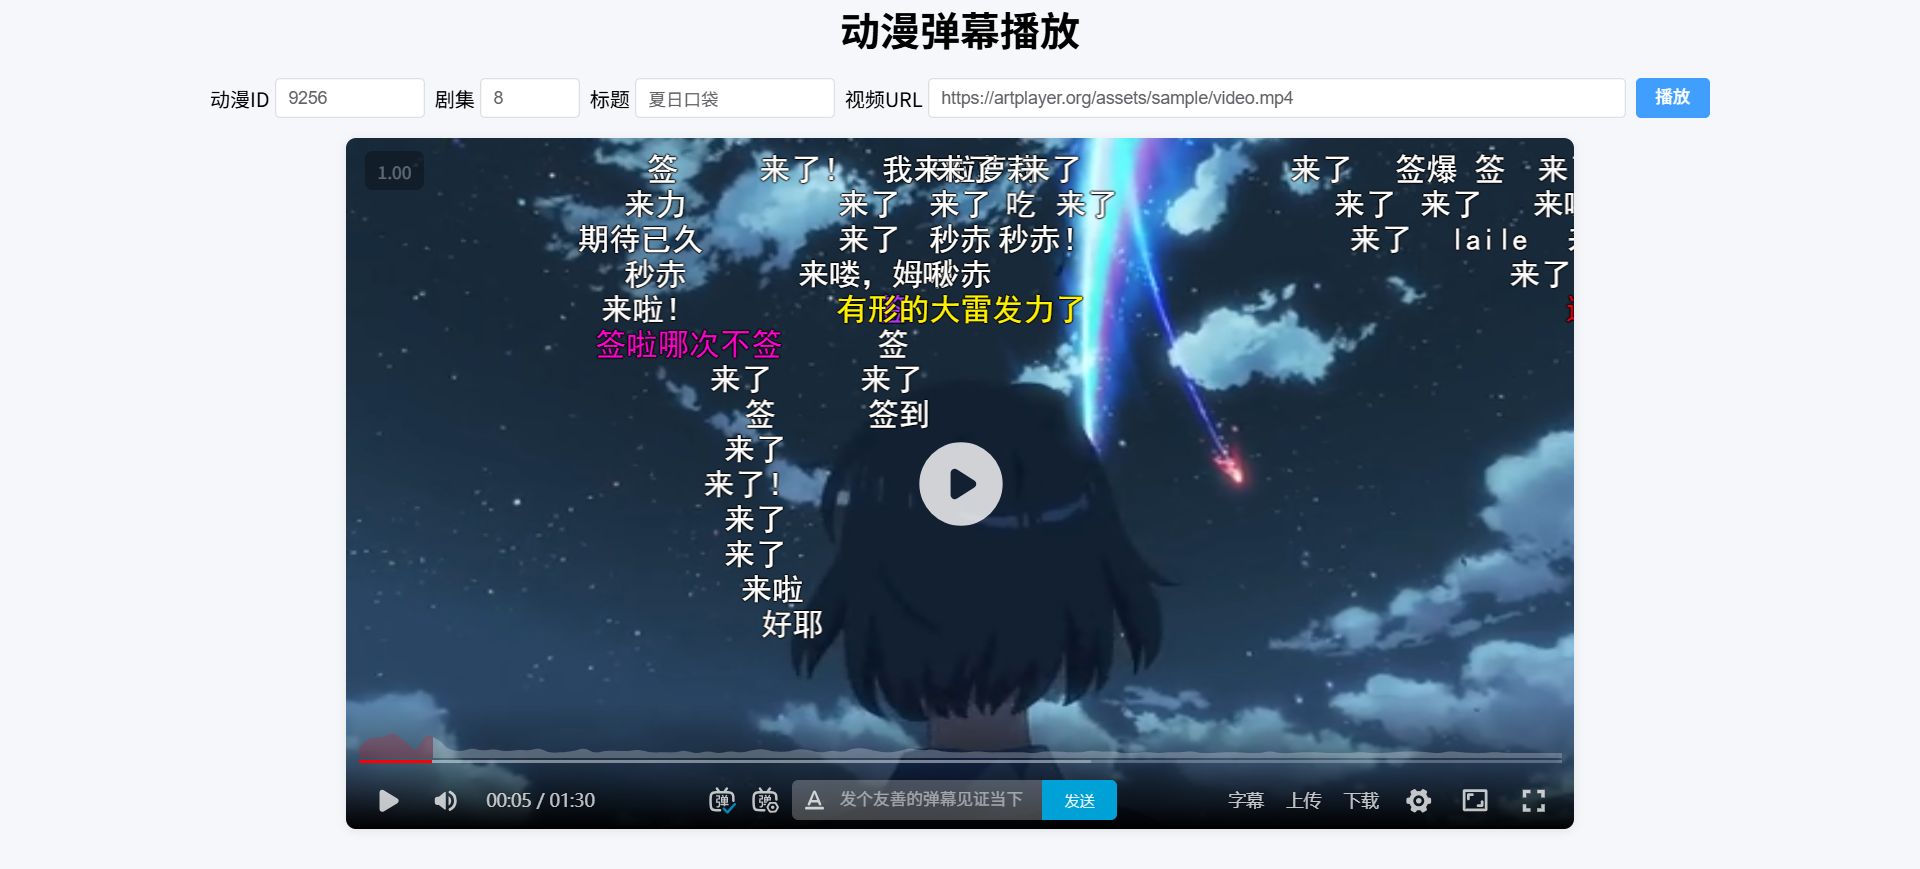 动漫弹幕播放
动漫ID 9256 剧集 8 标题 夏日口袋 视频URL https://artplayer.org/assets/sample/video.mp4 播放
1.00 签 来了！ 来了 来了 签爆 签 来
来力 来了 来了 吃 来了 来了 来了 来
期待已久 来了 秒赤 秒赤！ 来了 laile
秒赤 来喽，姆 秒赤 来了
来啦！ 有形的大雷发力了
签啦哪次不签 签
来了 来了
签 签到
来了
来了！
来了
来了
来啦
好耶
00:05 / 01:30 弹 弹 A 发个友善的弹幕见证当下 发送 字幕 上传 下载